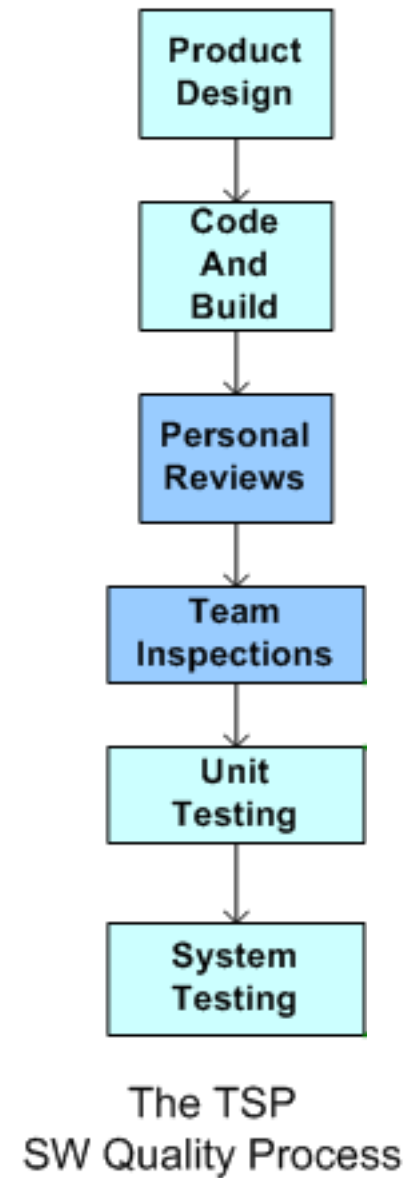 Product
Design
Code
And
Build
Personal
Reviews
Team
Inspections
Unit
Testing
System
Testing
The TSP
SW Quality Process